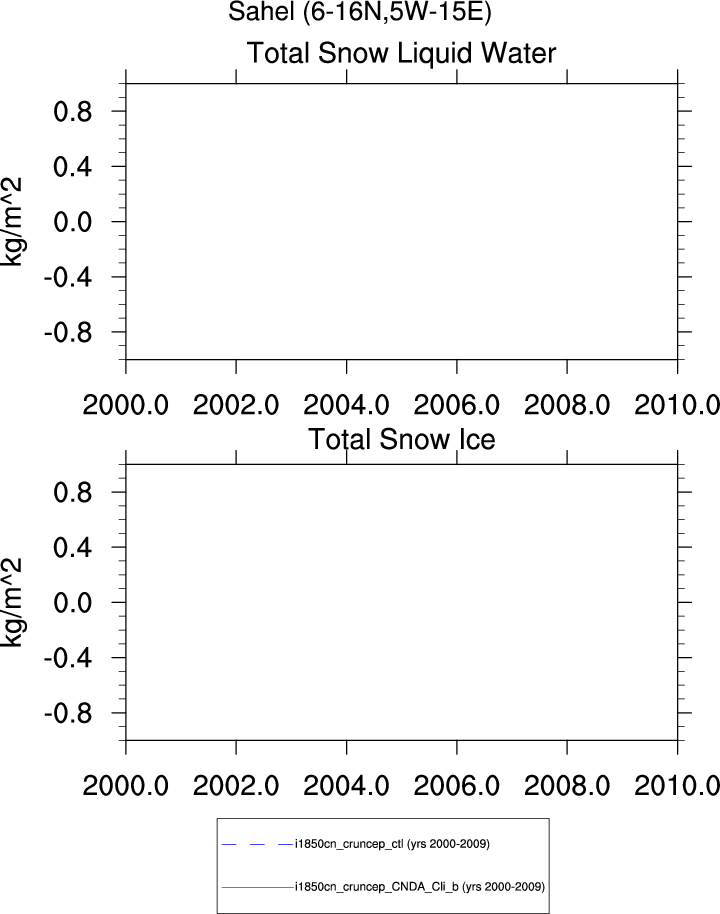 Sahel (6-16N,5W-15E)
Total Snow Liquid Water
kg/m^2
0.8
0.4
0.0
-0.4
-0.8
2000.0 2002.0 2004.0 2006.0 2008.0 2010.0
Total Snow Ice
kg/m^2
0.8
0.4
0.0
-0.4
-0.8
2000.0 2002.0 2004.0 2006.0 2008.0 2010.0
i1850cn_cruncep_ctl (yrs 2000-2009)
i1850cn_cruncep_CNDA_Cli_b (yrs 2000-2009)